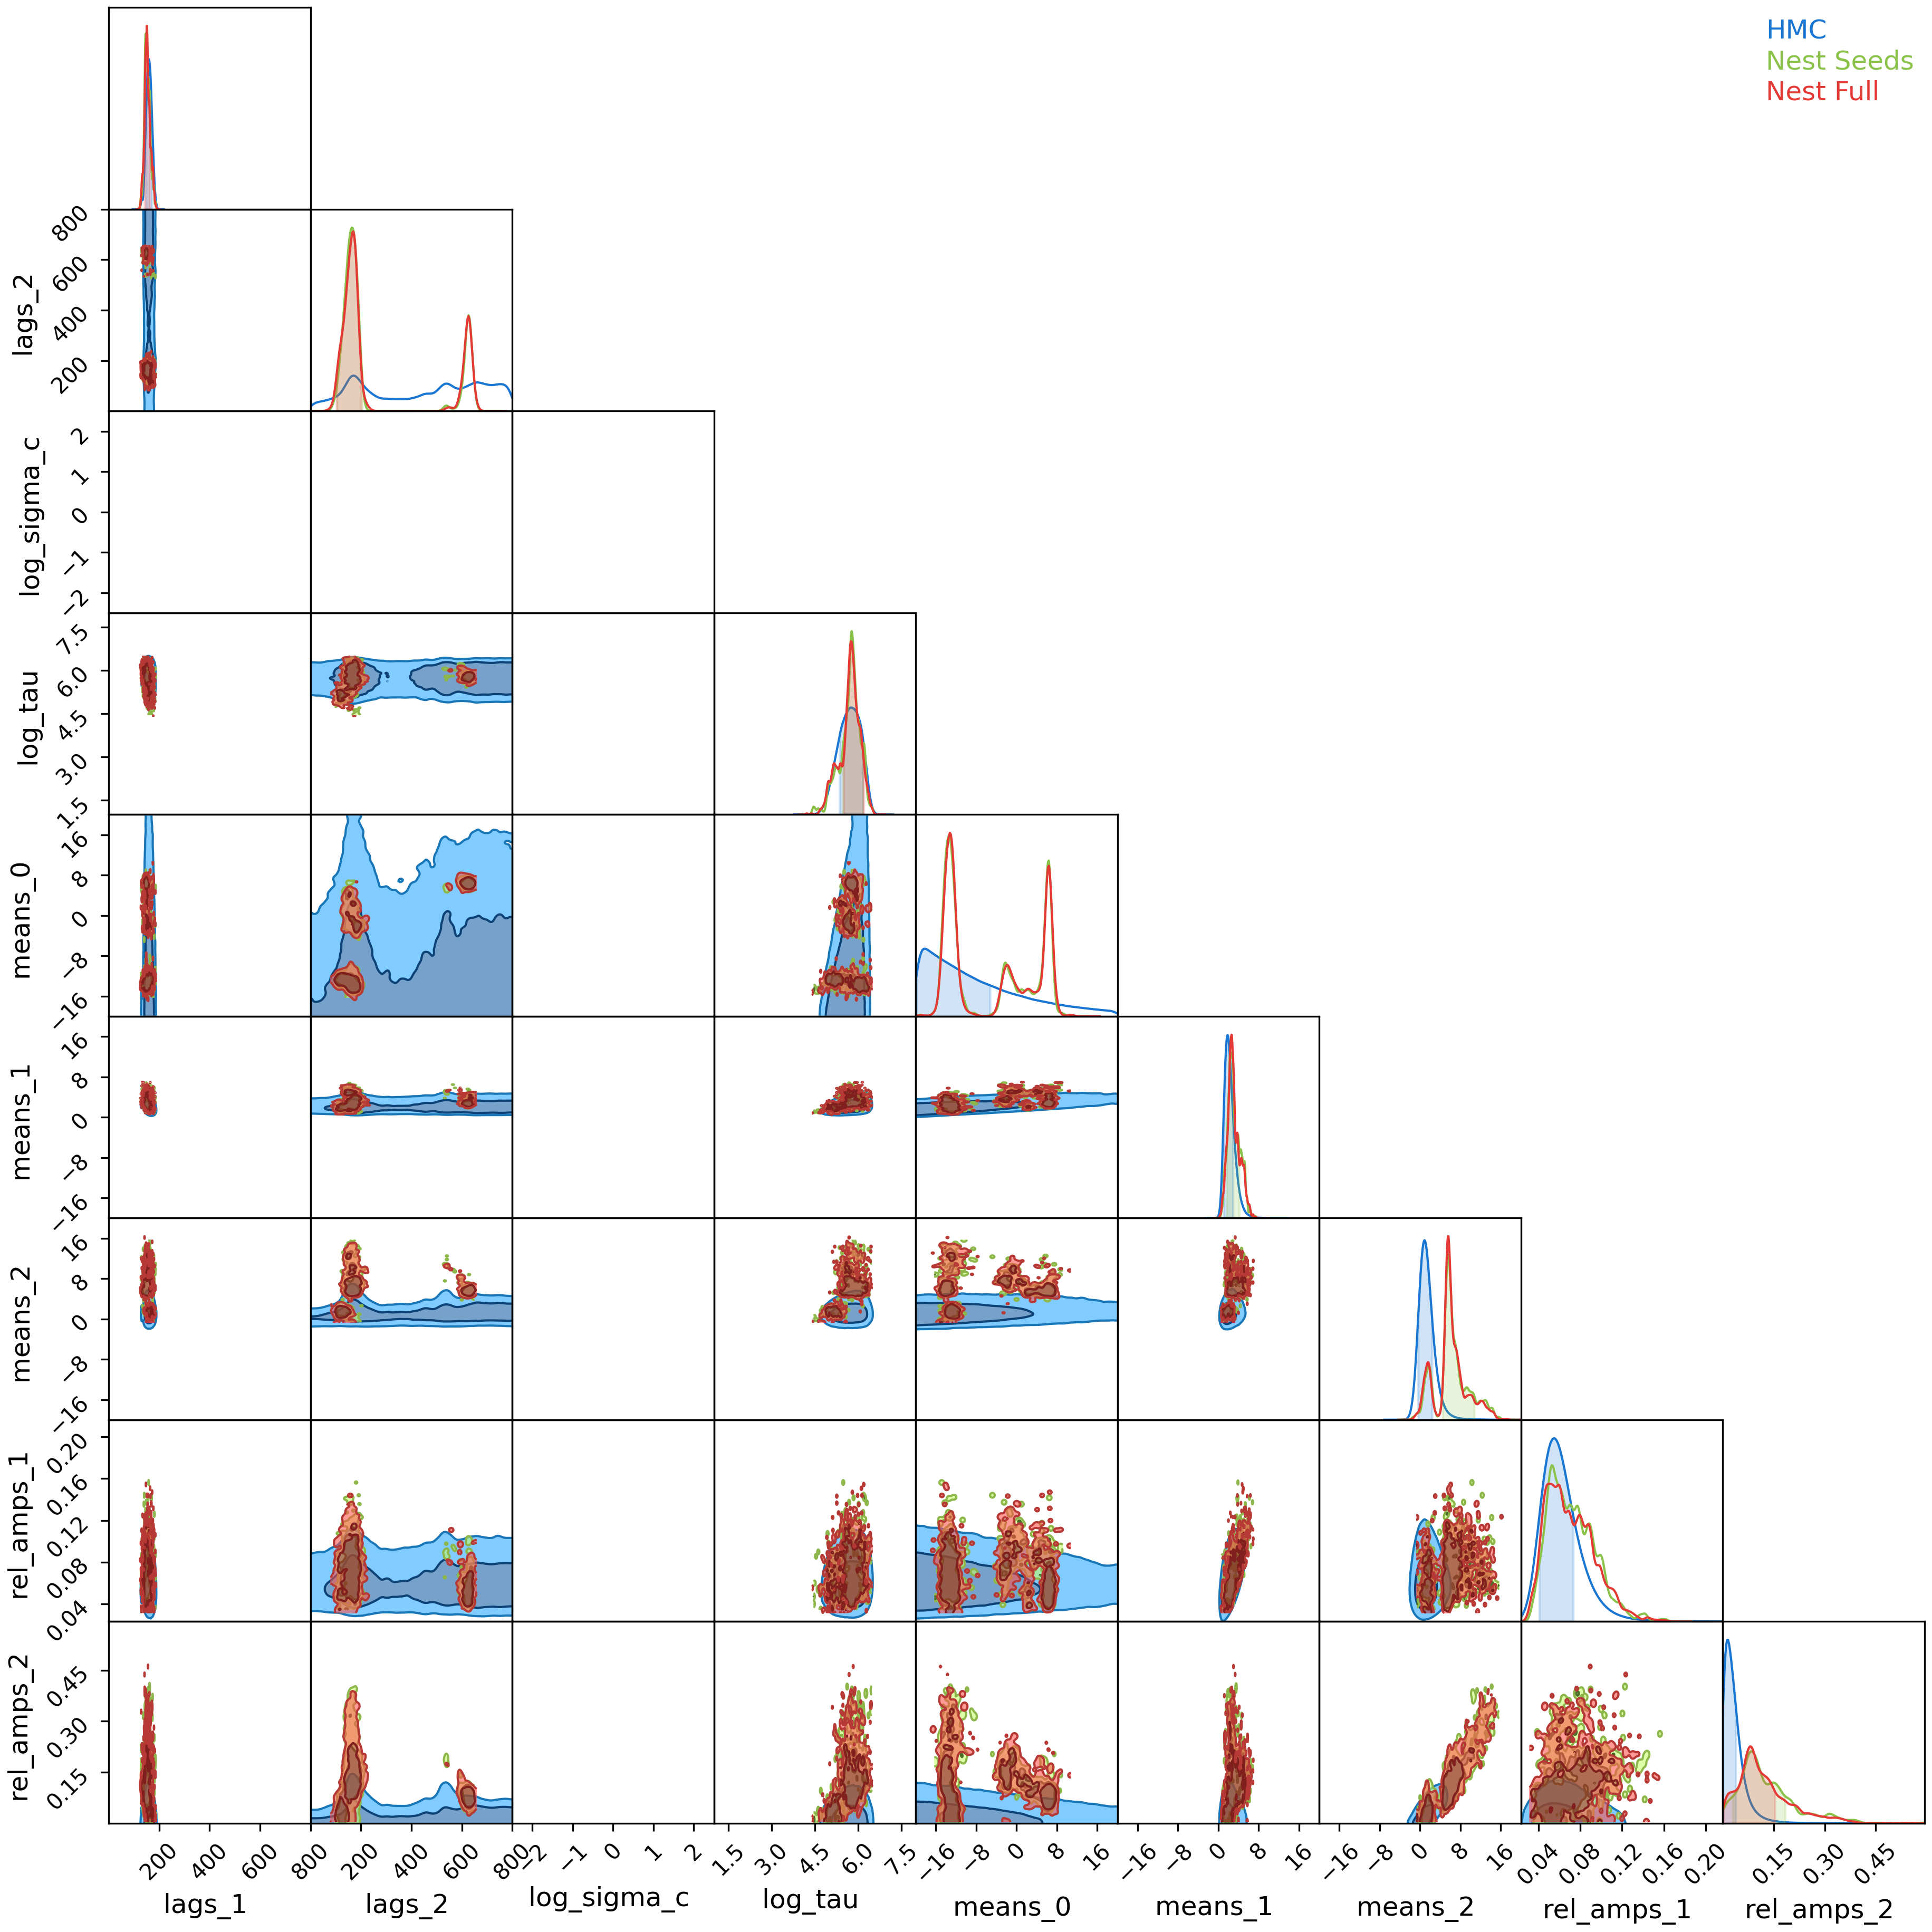 HMC
Nest Seeds
Nest Full
800
600
400
200
lags_2
2
1
0
−1
−2
log_sigma_c
7.5
6.0
4.5
3.0
1.5
log_tau
16
8
0
−8
−16
means_0
16
8
0
−8
−16
means_1
16
8
0
−8
−16
means_2
0.20
0.16
0.12
0.08
0.04
rel_amps_1
0.45
0.30
0.15
rel_amps_2
200 400 600 800
200 400 600 800
−2 −1 0 1 2
1.5 3.0 4.5 6.0 7.5
−16 −8 0 8 16
−16 −8 0 8 16
−16 −8 0 8 16
0.04 0.08 0.12 0.16 0.20
0.15 0.30 0.45
lags_1 lags_2 log_sigma_c log_tau means_0 means_1 means_2 rel_amps_1 rel_amps_2